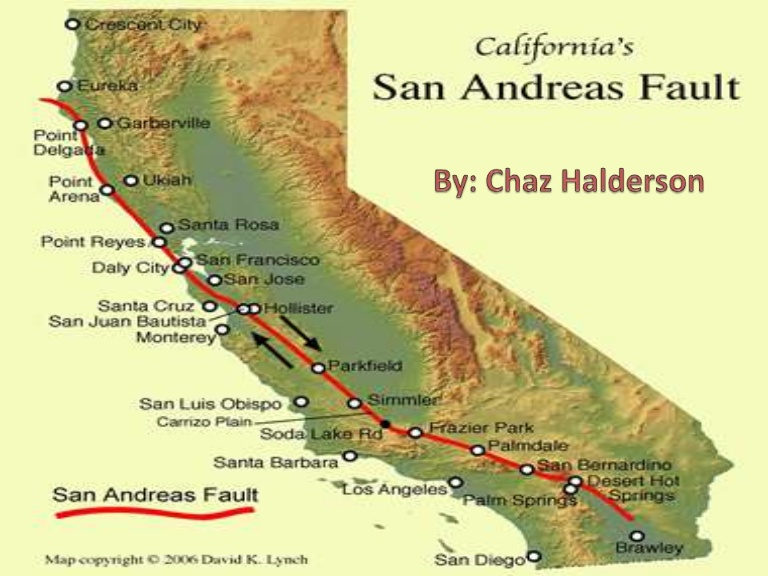 California's
San Andreas Fault
By: Chaz Halderson
Crescent City
Eureka
Garberville
Point
Delgada
Point
Arena
Ukiah
Santa Rosa
Point Reyes
San Francisco
Daly City
San Jose
Santa Cruz
Hollister
San Juan Bautista
Monterey
Parkfield
San Luis Obispo
Simmler
Carrizo Plain
Soda Lake Rd
Frazier Park
Palmdale
Santa Barbara
San Bernardino
Los Angeles
Desert Hot
Springs
Palm Springs
San Andreas Fault
Brawley
San Diego
Map copyright © 2006 David K. Lynch